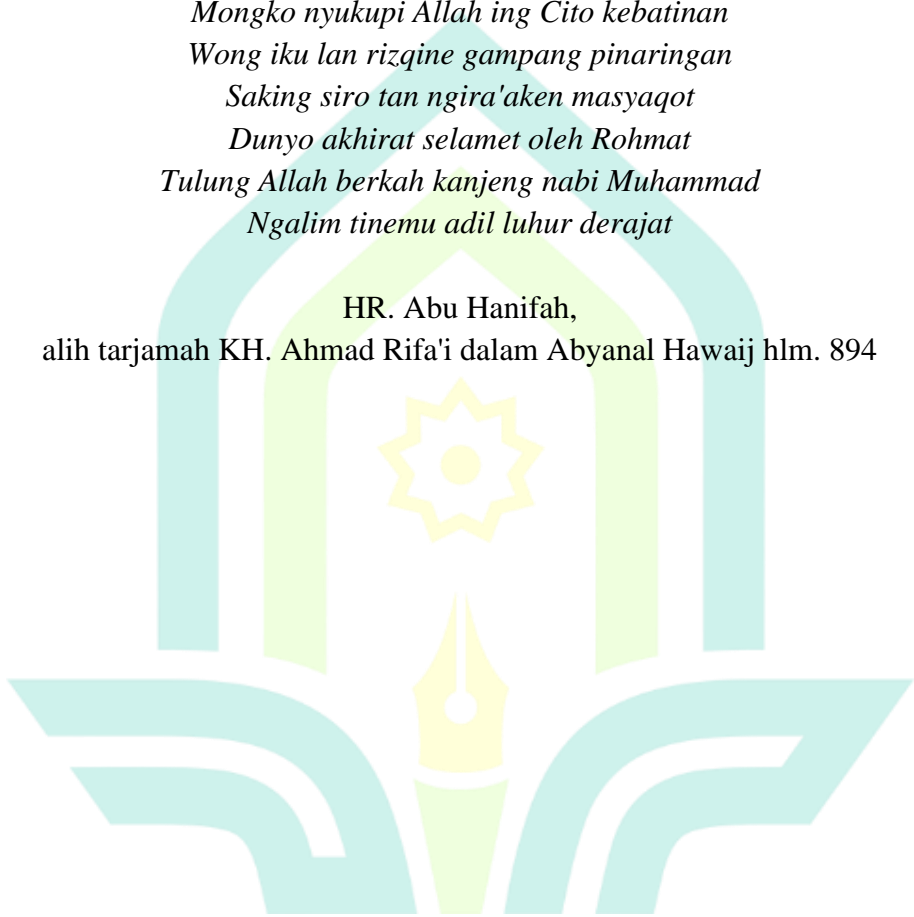 Mongko nyukupi Allah ing Cito kebatinan
Wong iku lan rizqine gampang pinaringan
Saking siro tan ngira'aken masyaqot
Dunyo akhirat selamet oleh Rohmat
Tulung Allah berkah kanjeng nabi Muhammad
Ngalim tinemu adil luhur derajat
HR. Abu Hanifah,
alih tarjamah KH. Ahmad Rifa'i dalam Abyanal Hawaij hlm. 894